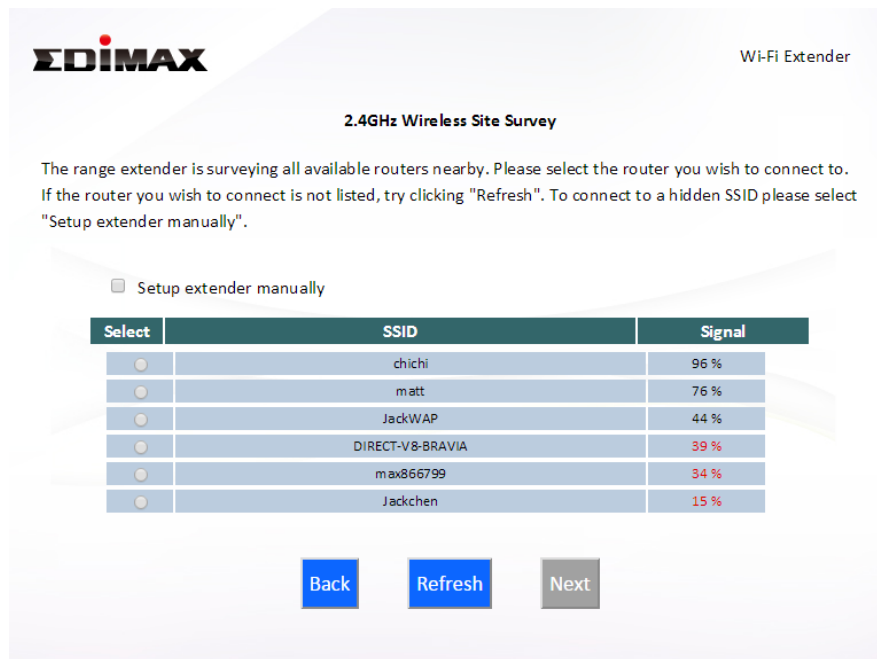 EDIMAX
Wi-Fi Extender
2.4GHz Wireless Site Survey
The range extender is surveying all available routers nearby. Please select the router you wish to connect to.
If the router you wish to connect is not listed, try clicking "Refresh". To connect to a hidden SSID please select
"Setup extender manually".
Setup extender manually
Select SSID Signal
chichi 96 %
matt 76 %
JackWAP 44 %
DIRECT-V8-BRAVIA 39 %
max866799 34 %
Jackchen 15 %
Back Refresh Next